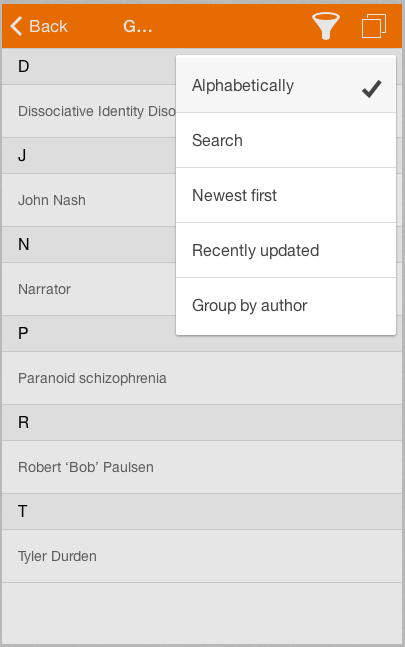 Back
G...
D
Dissociative Identity Diso
J
John Nash
N
Narrator
P
Paranoid schizophrenia
R
Robert ‘Bob’ Paulsen
T
Tyler Durden
Alphabetically
Search
Newest first
Recently updated
Group by author